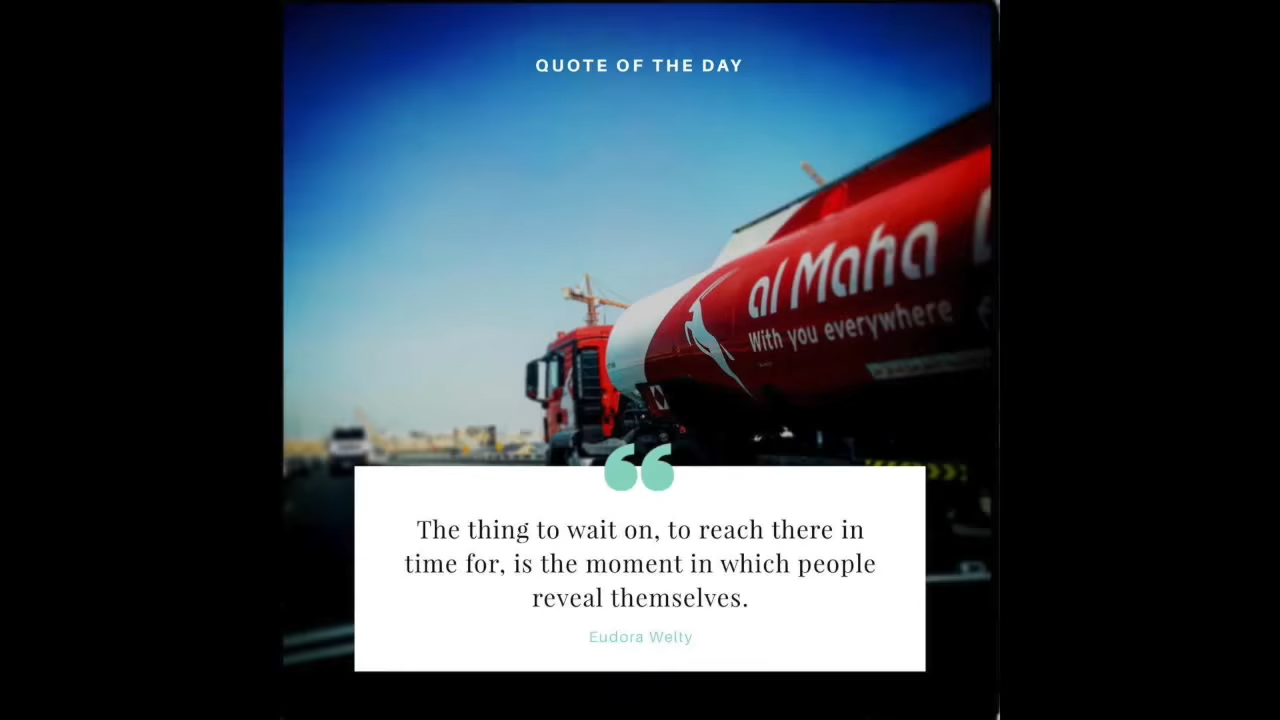 QUOTE OF THE DAY
al Maha
With you everywhere
The thing to wait on, to reach there in
time for, is the moment in which people
reveal themselves.
Eudora Welty